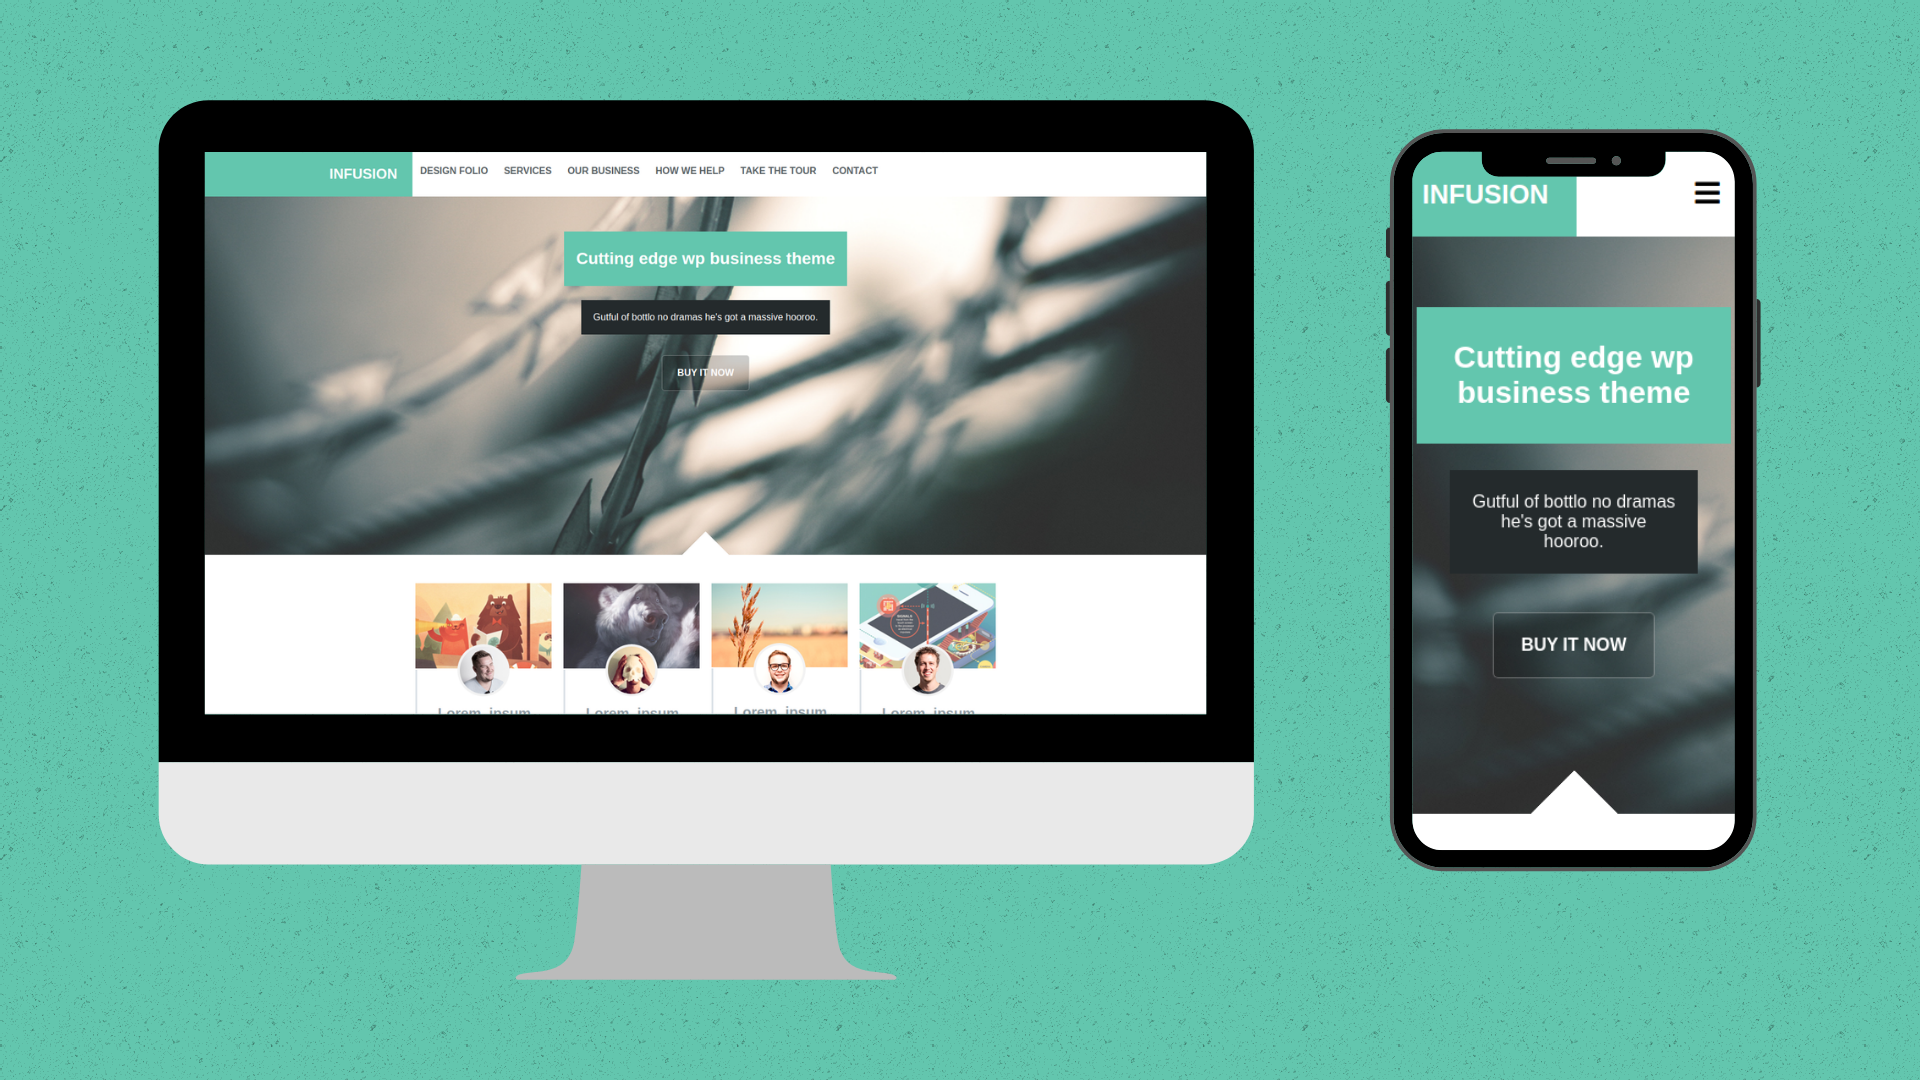 INFUSION
DESIGN FOLIO SERVICES OUR BUSINESS HOW WE HELP TAKE THE TOUR CONTACT
Cutting edge wp business theme
Gutful of bottlo no dramas he's got a massive hooroo.
BUY IT NOW
Lorem ipsum Lorem ipsum Lorem ipsum Lorem ipsum
INFUSION
Cutting edge wp
business theme
Gutful of bottlo no dramas
he's got a massive
hooroo.
BUY IT NOW